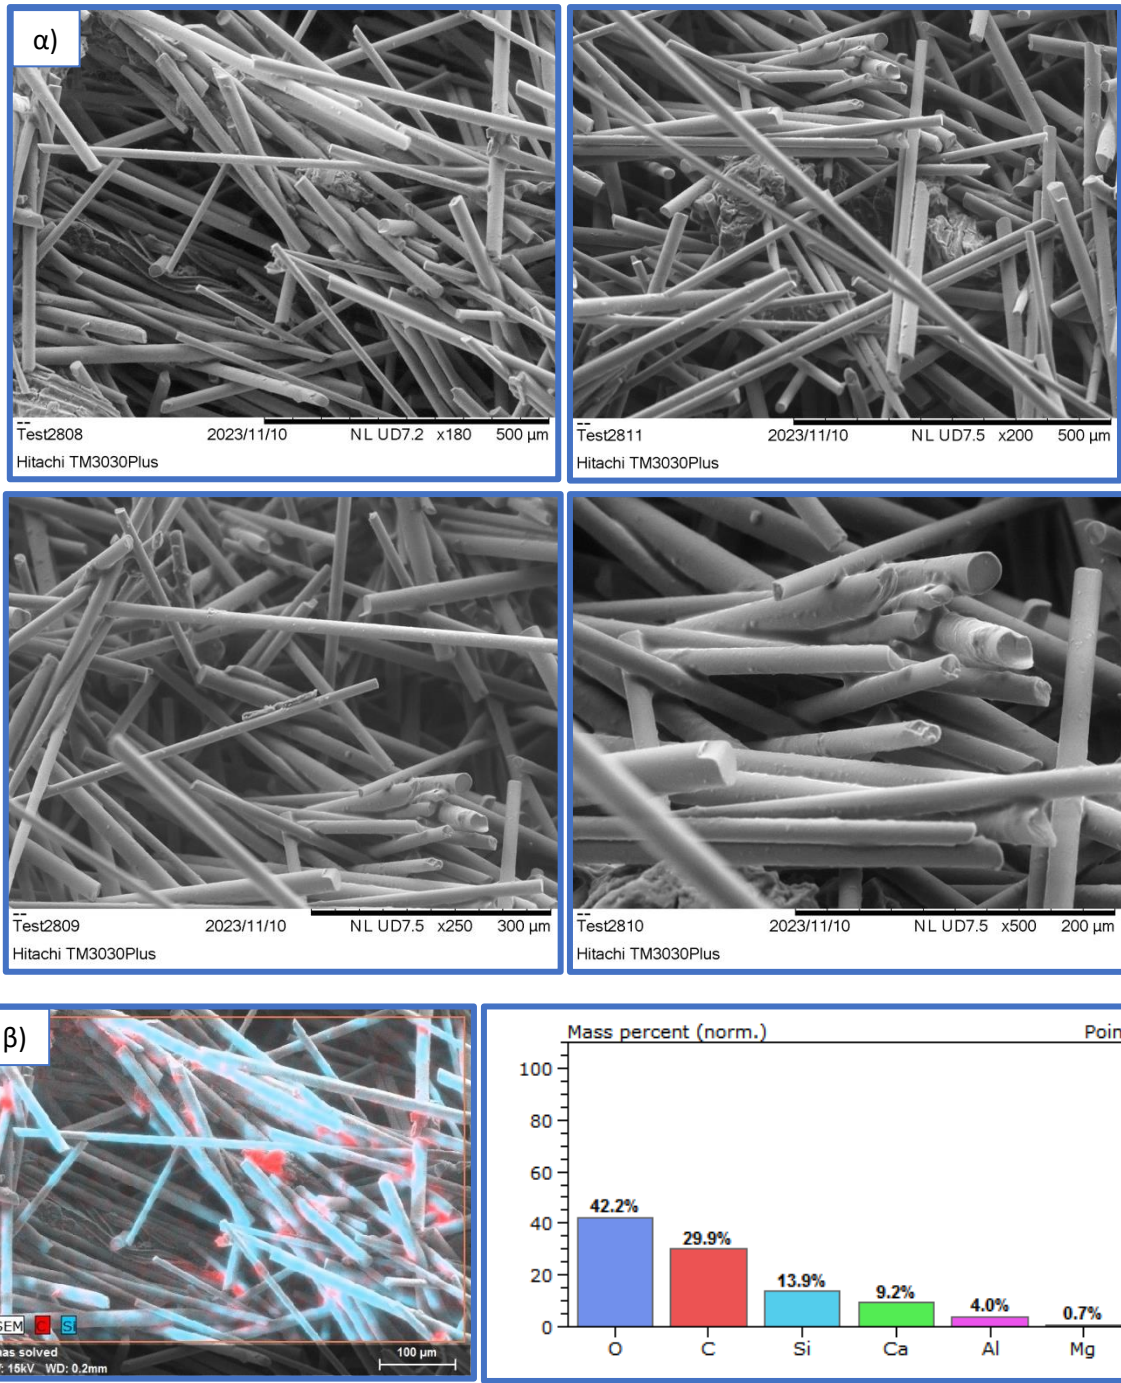 α)
Test2808 2023/11/10 NL UD7.2 x180 500 µm
Hitachi TM3030Plus
Test2811 2023/11/10 NL UD7.5 x200 500 µm
Hitachi TM3030Plus
Test2809 2023/11/10 NL UD7.5 x250 300 µm
Hitachi TM3030Plus
Test2810 2023/11/10 NL UD7.5 x500 200 µm
Hitachi TM3030Plus
β)
SEM C Si
mas solved
100 µm
: 15kV WD: 0.2mm
Mass percent (norm.) Poin
100
80
60
40
20
0
42.2%
29.9%
13.9%
9.2%
4.0%
0.7%
O C Si Ca Al Mg